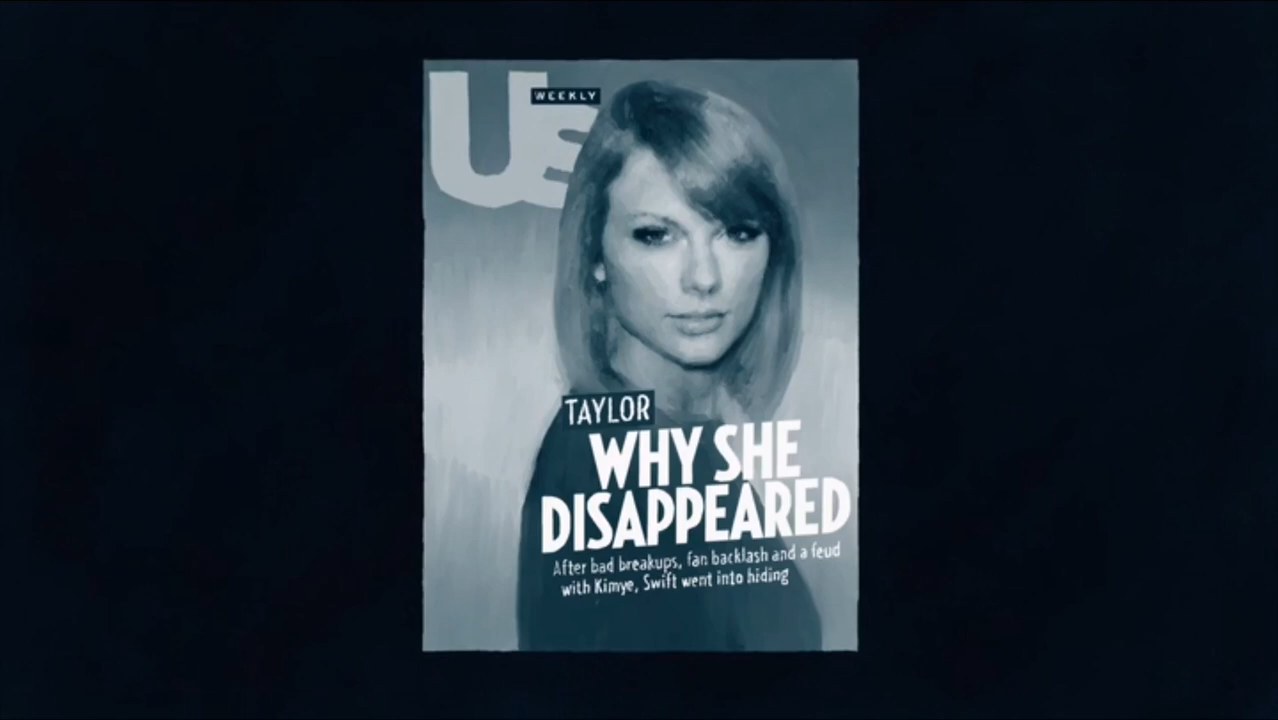 Us
WEEKLY
TAYLOR
WHY SHE
DISAPPEARED
After bad breakups, fan backlash and a feud
with Kimye, Swift went into hiding